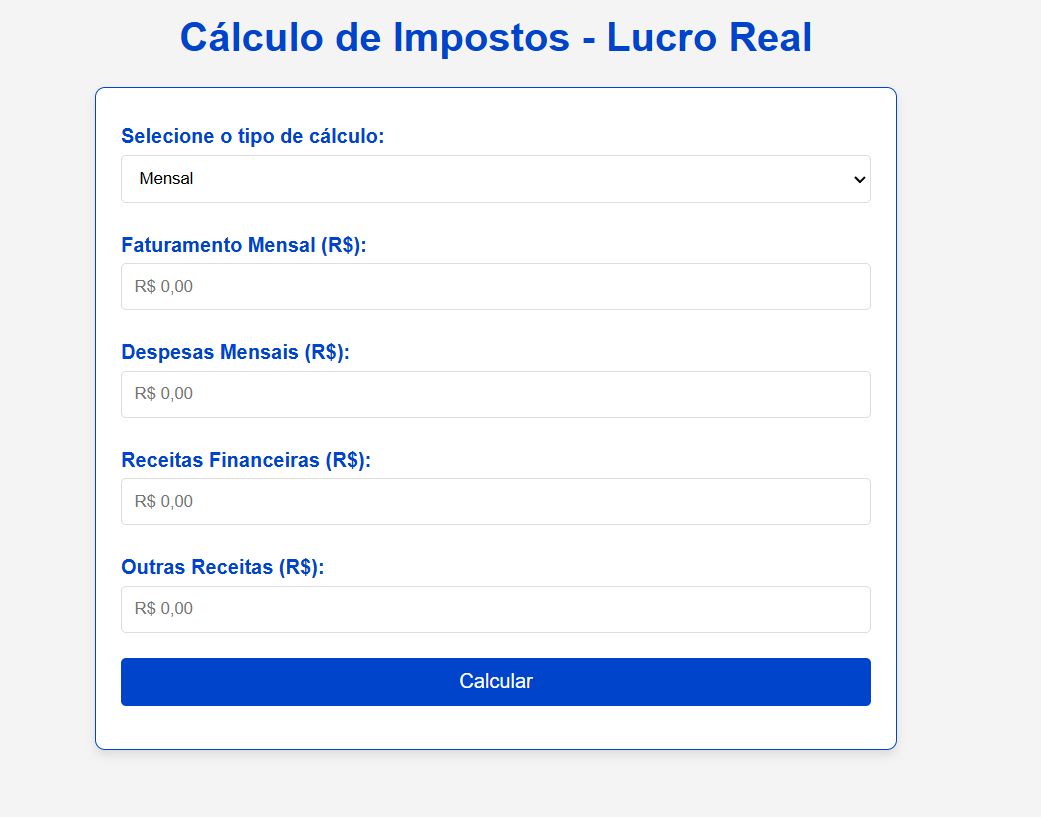 Cálculo de Impostos - Lucro Real
Selecione o tipo de cálculo:
Mensal
Faturamento Mensal (R$):
R$ 0,00
Despesas Mensais (R$):
R$ 0,00
Receitas Financeiras (R$):
R$ 0,00
Outras Receitas (R$):
R$ 0,00
Calcular